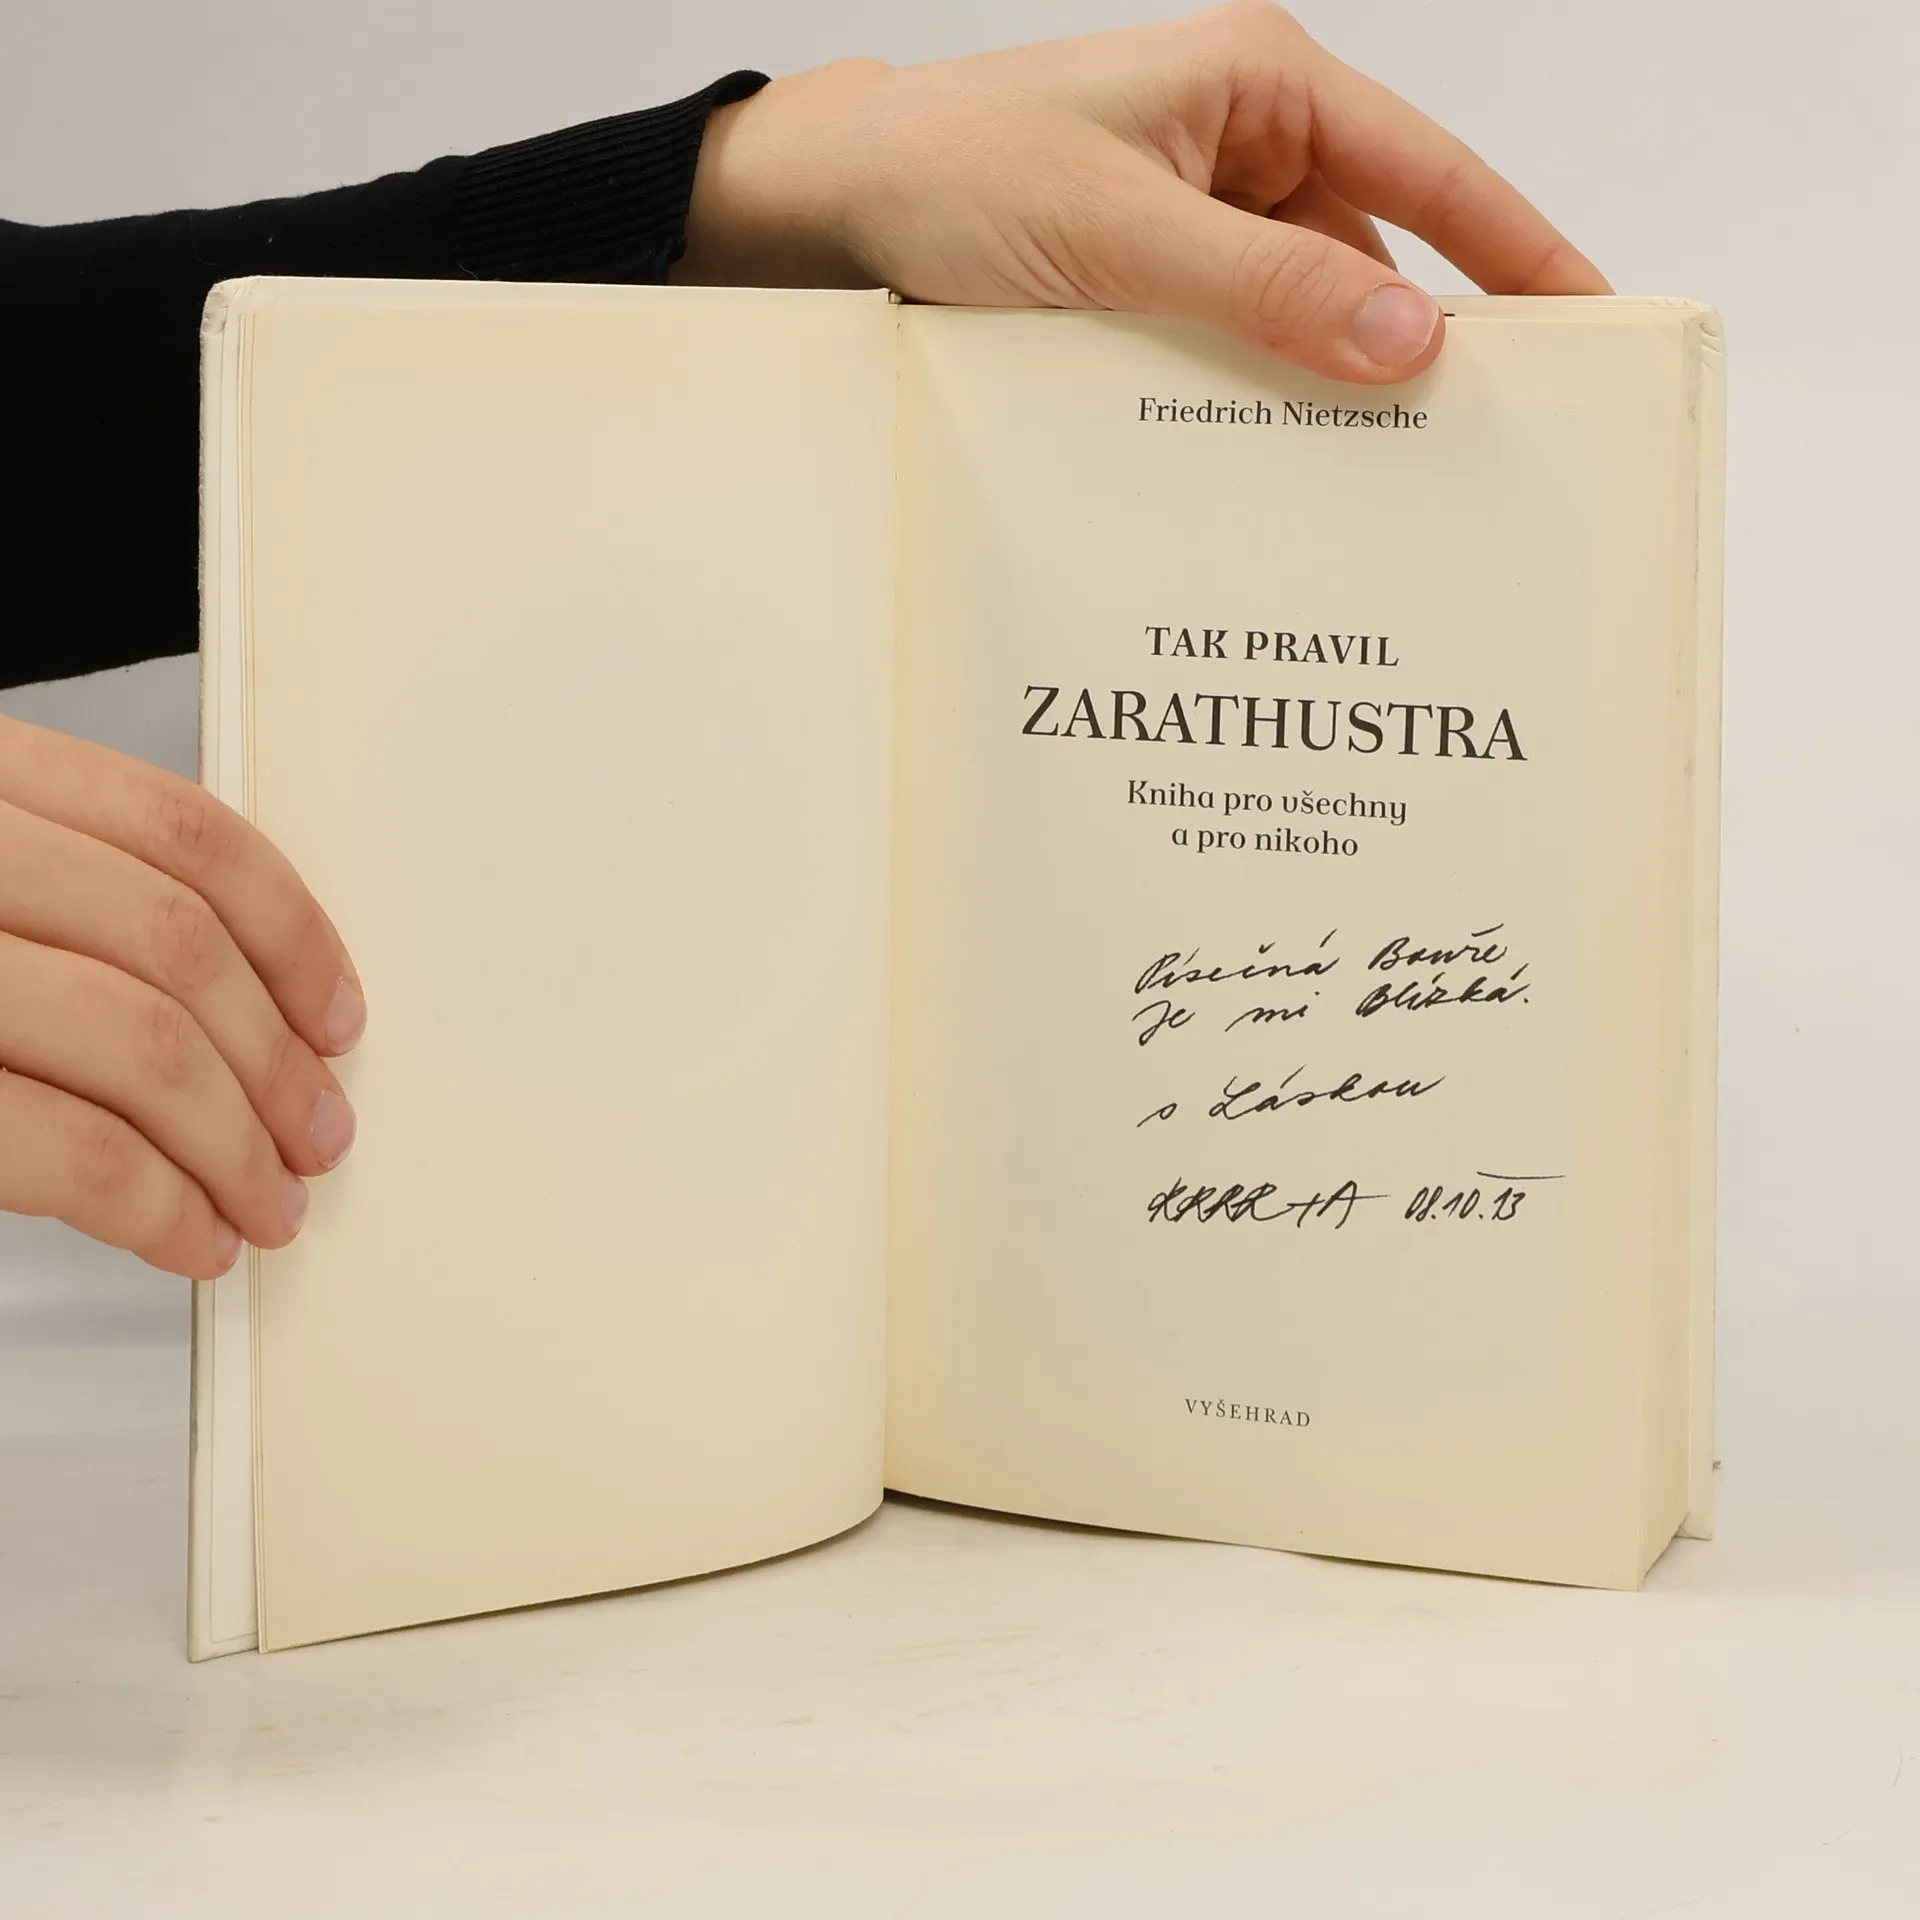 Friedrich Nietzsche
TAK PRAVIL
ZARATHUSTRA
Kniha pro všechny
a pro nikoho
Písečná Bouře
Je mi Blízká.
s Láskou
+A 08.10.13
VYŠEHRAD